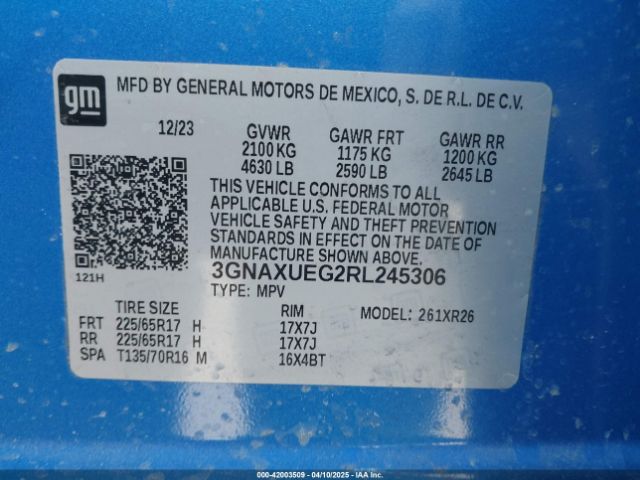 gm
MFD BY GENERAL MOTORS DE MEXICO, S. DE R.L. DE C.V.
12/23 GVWR GAWR FRT GAWR RR
2100 KG 1175 KG 1200 KG
4630 LB 2590 LB 2645 LB
THIS VEHICLE CONFORMS TO ALL
APPLICABLE U.S. FEDERAL MOTOR
VEHICLE SAFETY AND THEFT PREVENTION
STANDARDS IN EFFECT ON THE DATE OF
MANUFACTURE SHOWN ABOVE.
121H 3GNAXUEG2RL245306
TYPE: MPV
TIRE SIZE RIM MODEL: 261XR26
FRT 225/65R17 H 17X7J
RR 225/65R17 H 17X7J
SPA T135/70R16 M 16X4BT
000-42003509 - 04/10/2025 - IAAI.COM